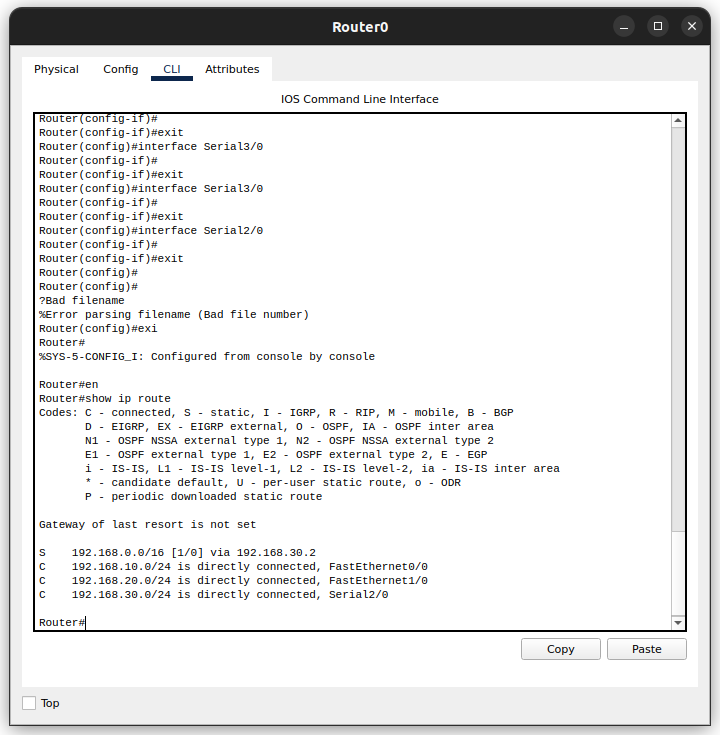 Router0
Physical Config CLI Attributes
IOS Command Line Interface
Router(config-if)#
Router(config-if)#exit
Router(config)#interface Serial3/0
Router(config-if)#
Router(config-if)#exit
Router(config)#interface Serial3/0
Router(config-if)#
Router(config-if)#exit
Router(config)#interface Serial2/0
Router(config-if)#
Router(config-if)#exit
Router(config)#
Router(config)#
?Bad filename
%Error parsing filename (Bad file number)
Router(config)#exi
Router#
%SYS-5-CONFIG_I: Configured from console by console
Router#en
Router#show ip route
Codes: C - connected, S - static, I - IGRP, R - RIP, M - mobile, B - BGP
D - EIGRP, EX - EIGRP external, O - OSPF, IA - OSPF inter area
N1 - OSPF NSSA external type 1, N2 - OSPF NSSA external type 2
E1 - OSPF external type 1, E2 - OSPF external type 2, E - EGP
i - IS-IS, L1 - IS-IS level-1, L2 - IS-IS level-2, ia - IS-IS inter area
* - candidate default, U - per-user static route, o - ODR
P - periodic downloaded static route
Gateway of last resort is not set
S 192.168.0.0/16 [1/0] via 192.168.30.2
C 192.168.10.0/24 is directly connected, FastEthernet0/0
C 192.168.20.0/24 is directly connected, FastEthernet1/0
C 192.168.30.0/24 is directly connected, Serial2/0
Router#
Copy Paste
Top